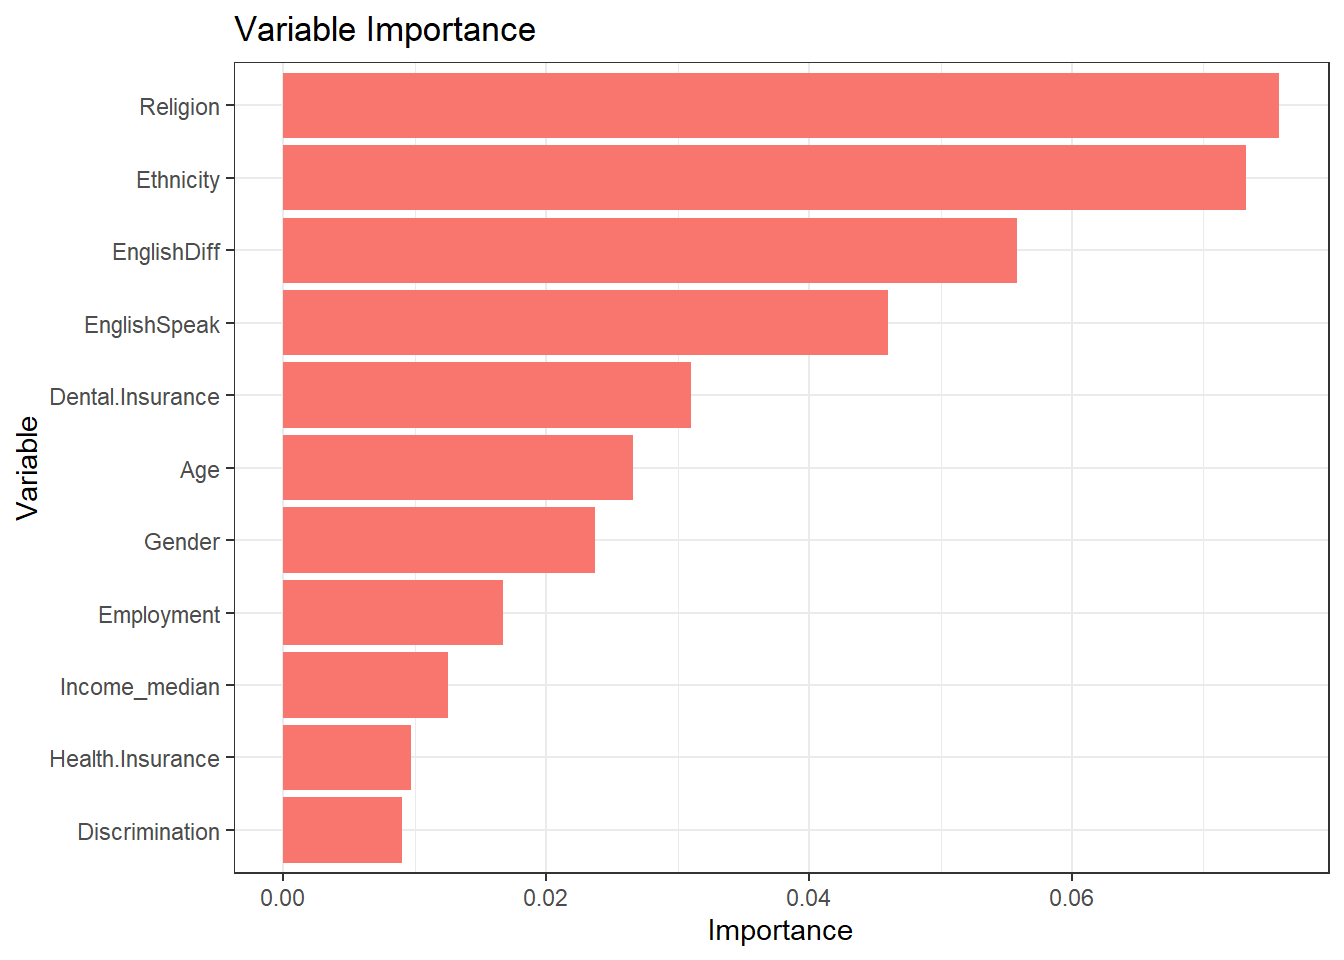 Variable Importance
Religion
Ethnicity
EnglishDiff
EnglishSpeak
Dental.Insurance
Age
Gender
Employment
Income_median
Health.Insurance
Discrimination
Variable
0.00 0.02 0.04 0.06
Importance